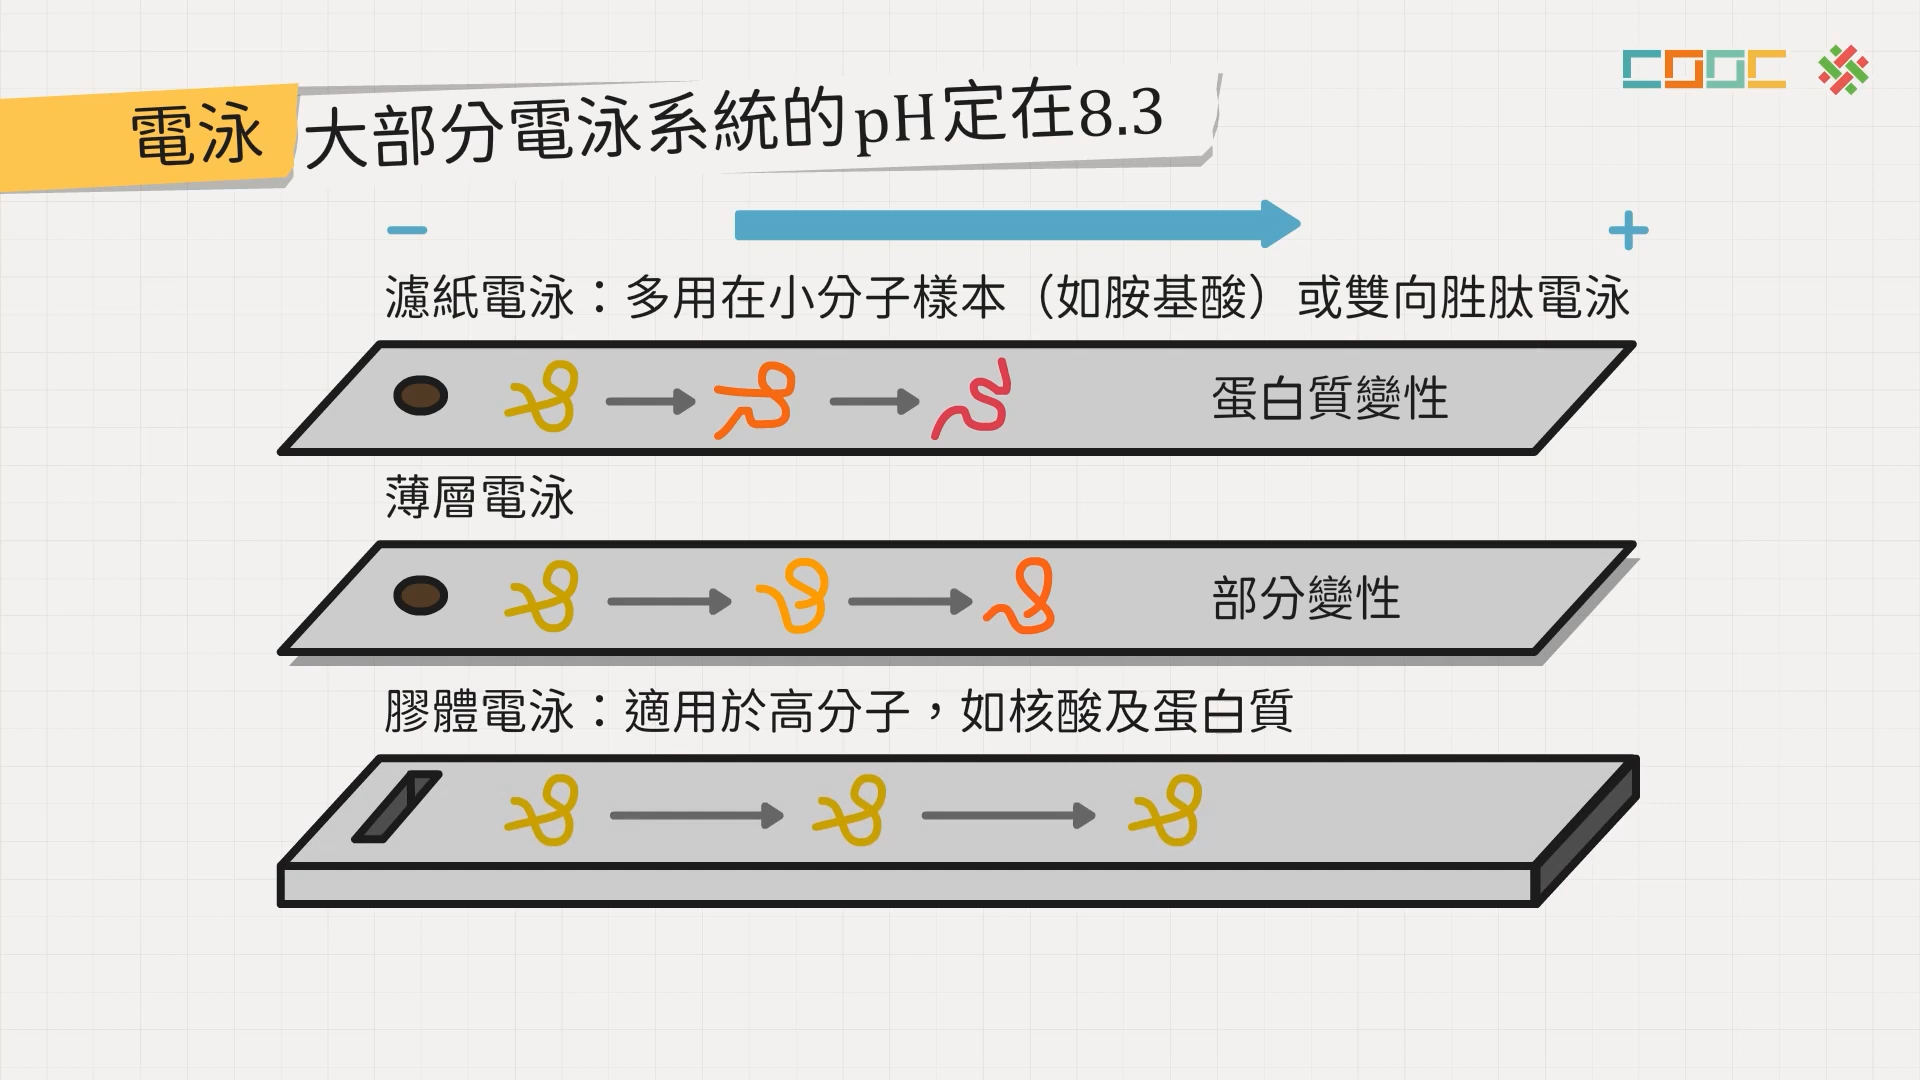 COOC
電泳 大部分電泳系統的pH定在8.3
− +
濾紙電泳：多用在小分子樣本（如胺基酸）或雙向胜肽電泳
蛋白質變性
薄層電泳
部分變性
膠體電泳：適用於高分子，如核酸及蛋白質